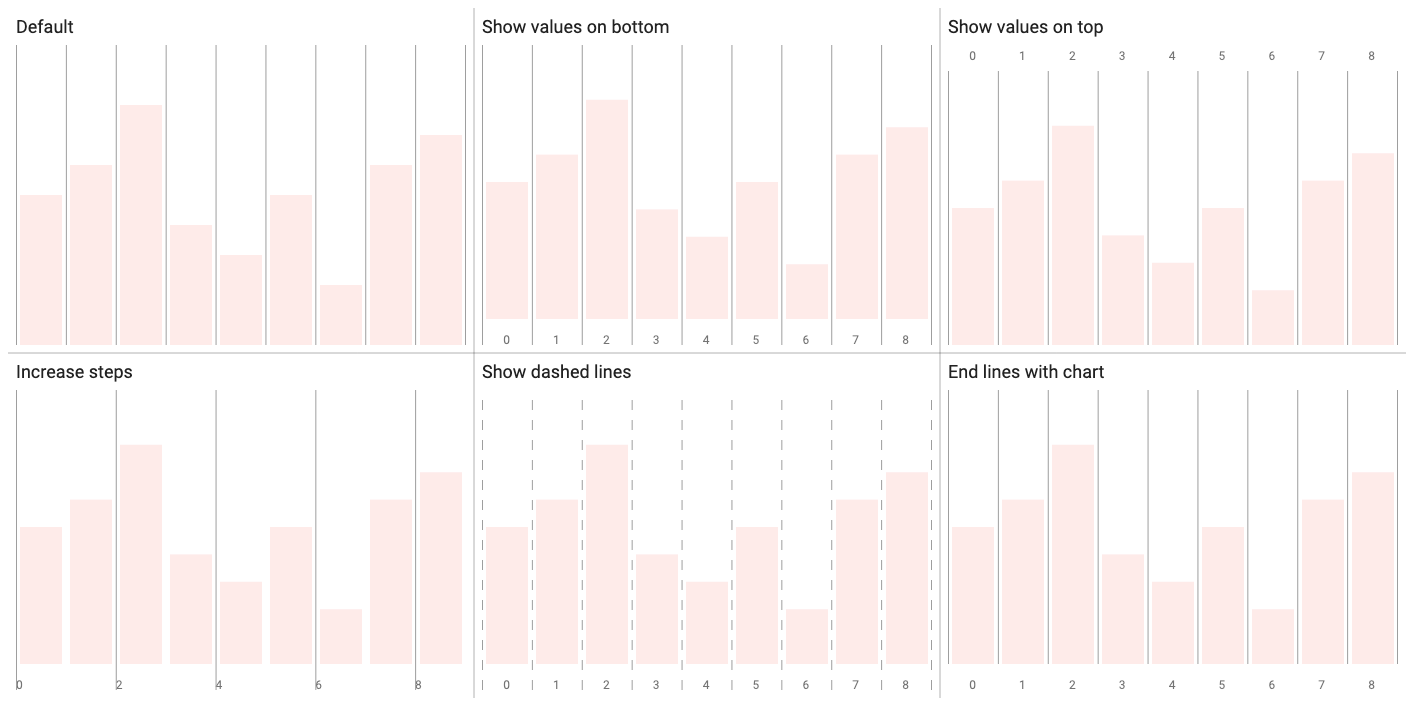 Default
Show values on bottom
0 1 2 3 4 5 6 7 8
Show values on top
0 1 2 3 4 5 6 7 8
Increase steps
0 2 4 6 8
Show dashed lines
0 1 2 3 4 5 6 7 8
End lines with chart
0 1 2 3 4 5 6 7 8